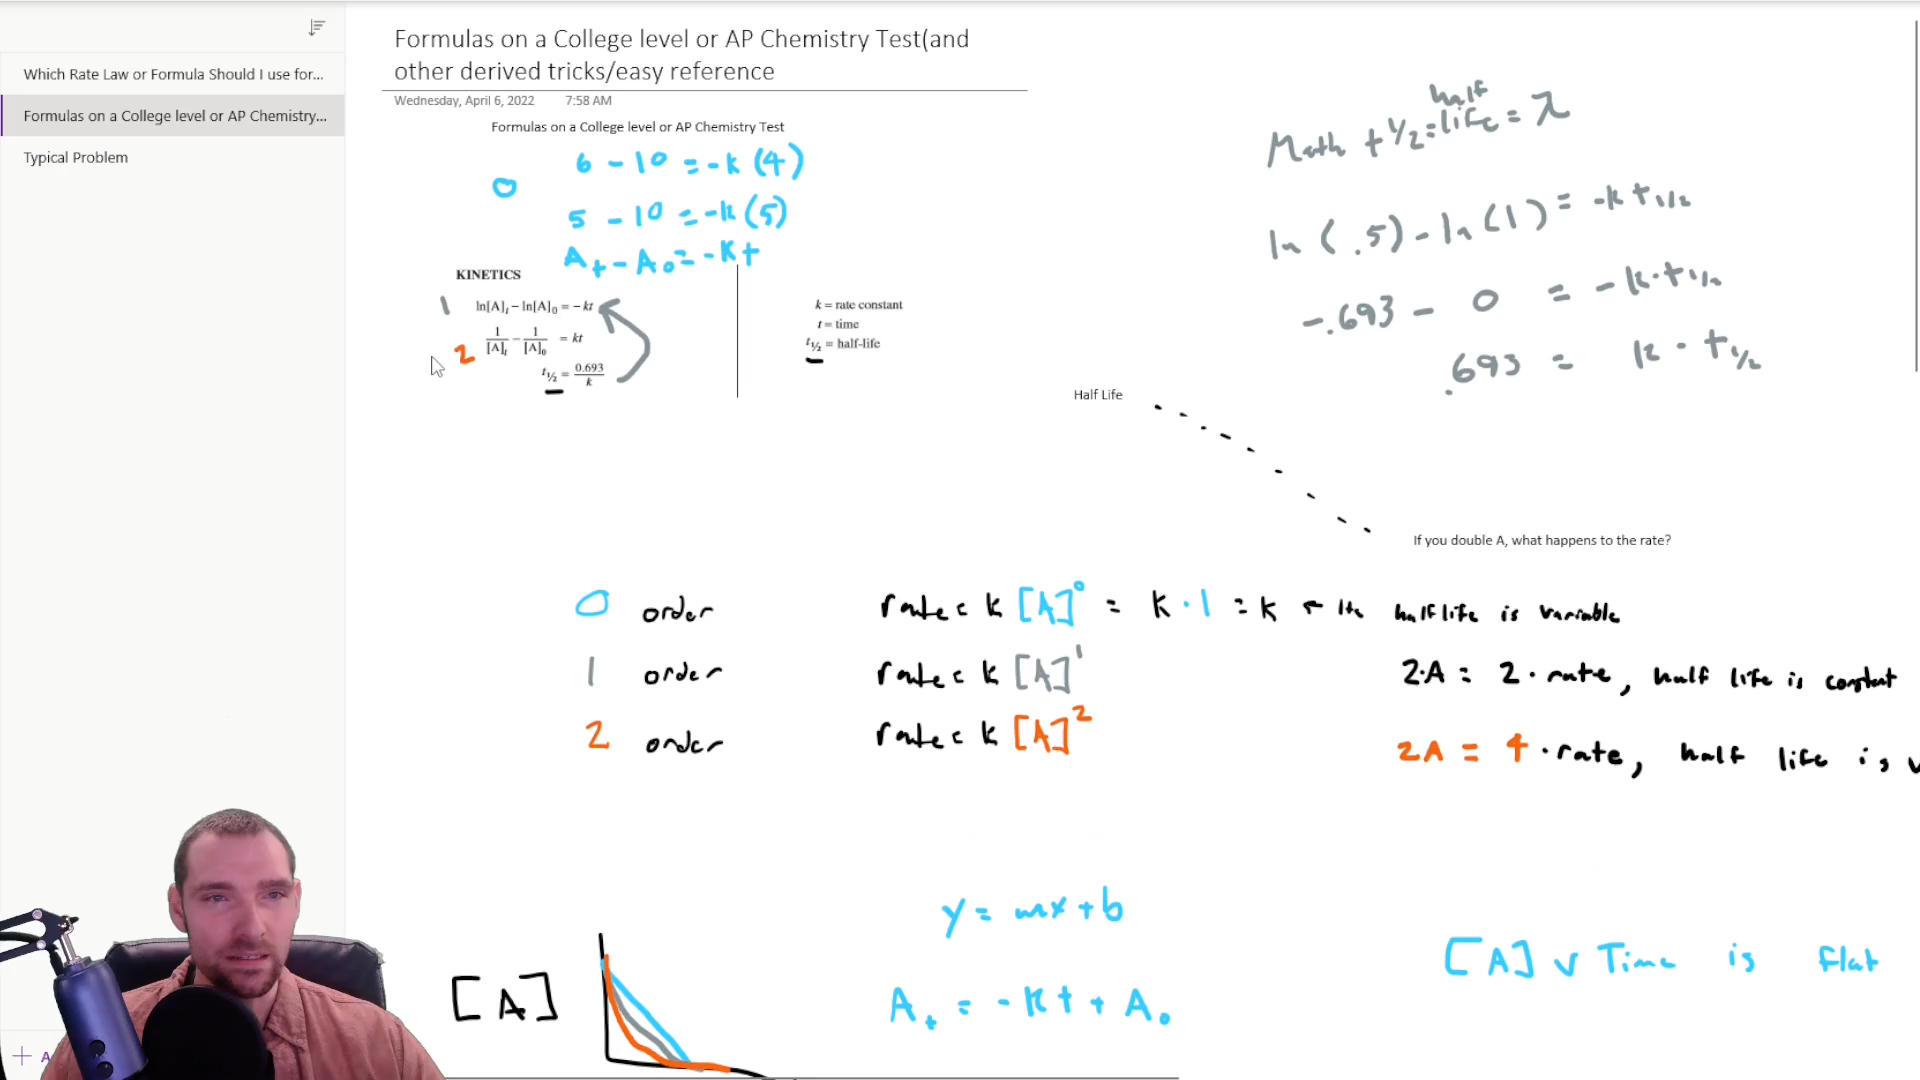 Which Rate Law or Formula Should I use for...
Formulas on a College level or AP Chemistry...
Typical Problem
Formulas on a College level or AP Chemistry Test(and
other derived tricks/easy reference
Wednesday, April 6, 2022 7:58 AM
Formulas on a College level or AP Chemistry Test
0
6 - 10 = -k (4)
5 - 10 = -k (5)
A_t - A_0 = -kt
KINETICS
1 ln[A]_t − ln[A]_0 = − kt
2 1/[A]_t − 1/[A]_0 = kt
t_½ = 0.693/k
k = rate constant
t = time
t_½ = half-life
Math t 1/2 = half life = λ
ln (.5) - ln (1) = -k t 1/2
-.693 - 0 = -k · t 1/2
.693 = k · t 1/2
Half Life
If you double A, what happens to the rate?
0 order rate = k [A]^0 = k · 1 = k half life is variable
1 order rate = k [A]^1 2·A = 2 · rate, half life is constant
2 order rate = k [A]^2 2A = 4 · rate, half life is v
y = mx + b
[A] v Time is flat
[A]
A_t = -kt + A_0
+ A